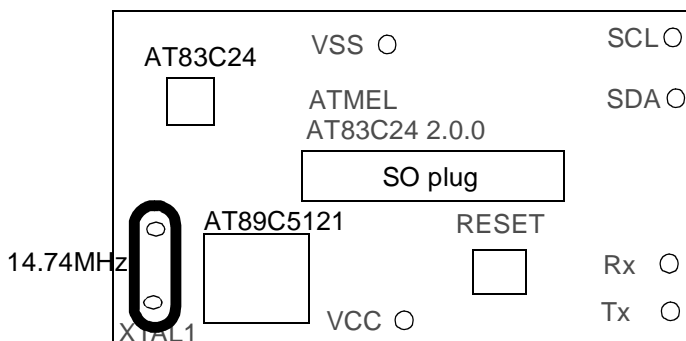 AT83C24
VSS
SCL
ATMEL
SDA
AT83C24 2.0.0
SO plug
AT89C5121
RESET
14.74MHz
Rx
Tx
VCC
XTAL1